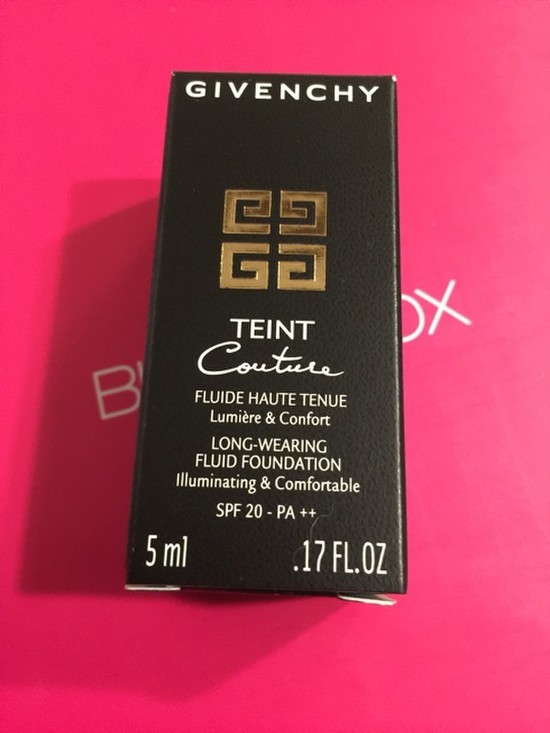 GIVENCHY
TEINT
Couture
FLUIDE HAUTE TENUE
Lumière & Confort
LONG-WEARING
FLUID FOUNDATION
Illuminating & Comfortable
SPF 20 - PA ++
5 ml .17 FL.OZ